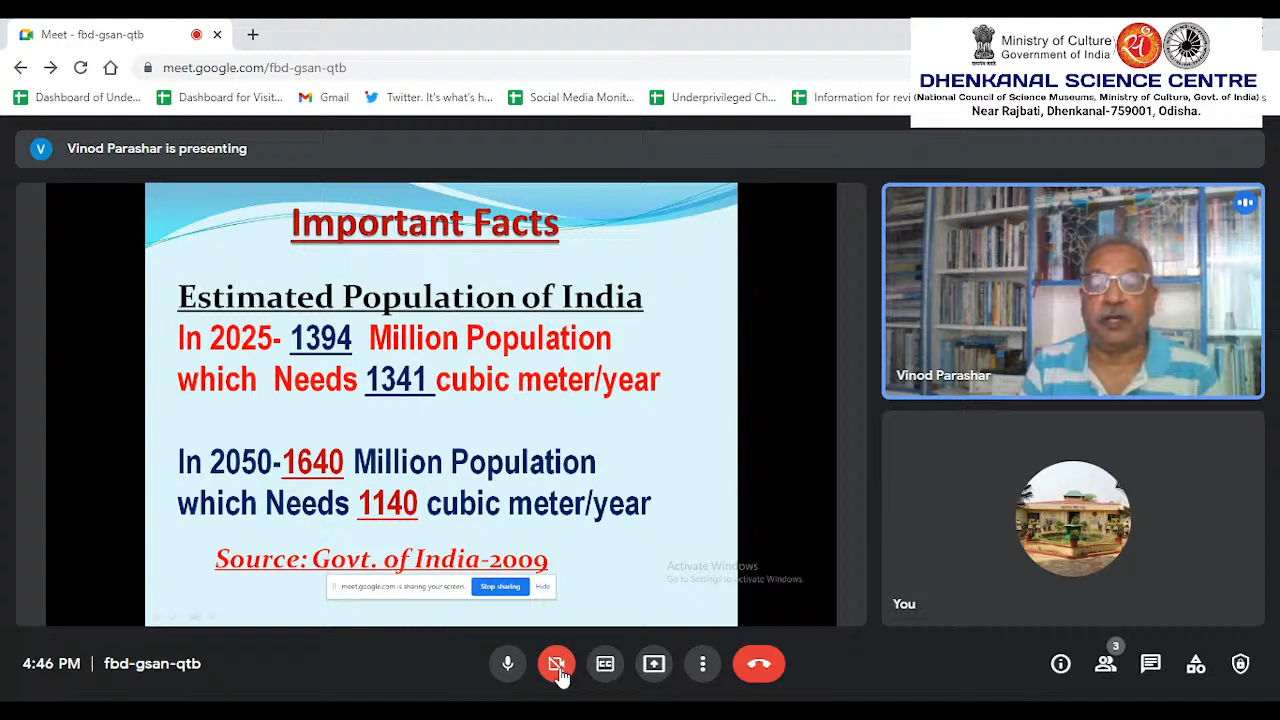 Meet - fbd-gsan-qtb
meet.google.com/fbd-gsan-qtb
Dashboard of Unde...
Dashboard for Visit...
Gmail
Twitter. It's what's h...
Social Media Monit...
Underprivileged Ch...
Information for revi
Ministry of Culture
Government of India
DHENKANAL SCIENCE CENTRE
(National Council of Science Museums, Ministry of Culture, Govt. of India)
Near Rajbati, Dhenkanal-759001, Odisha.
V
Vinod Parashar is presenting
Important Facts
Estimated Population of India
In 2025- 1394 Million Population
which Needs 1341 cubic meter/year
In 2050-1640 Million Population
which Needs 1140 cubic meter/year
Source: Govt. of India-2009
meet.google.com is sharing your screen.
Stop sharing
Hide
Activate Windows
Go to Settings to activate Windows.
Vinod Parashar
You
4:46 PM
fbd-gsan-qtb
CC
3